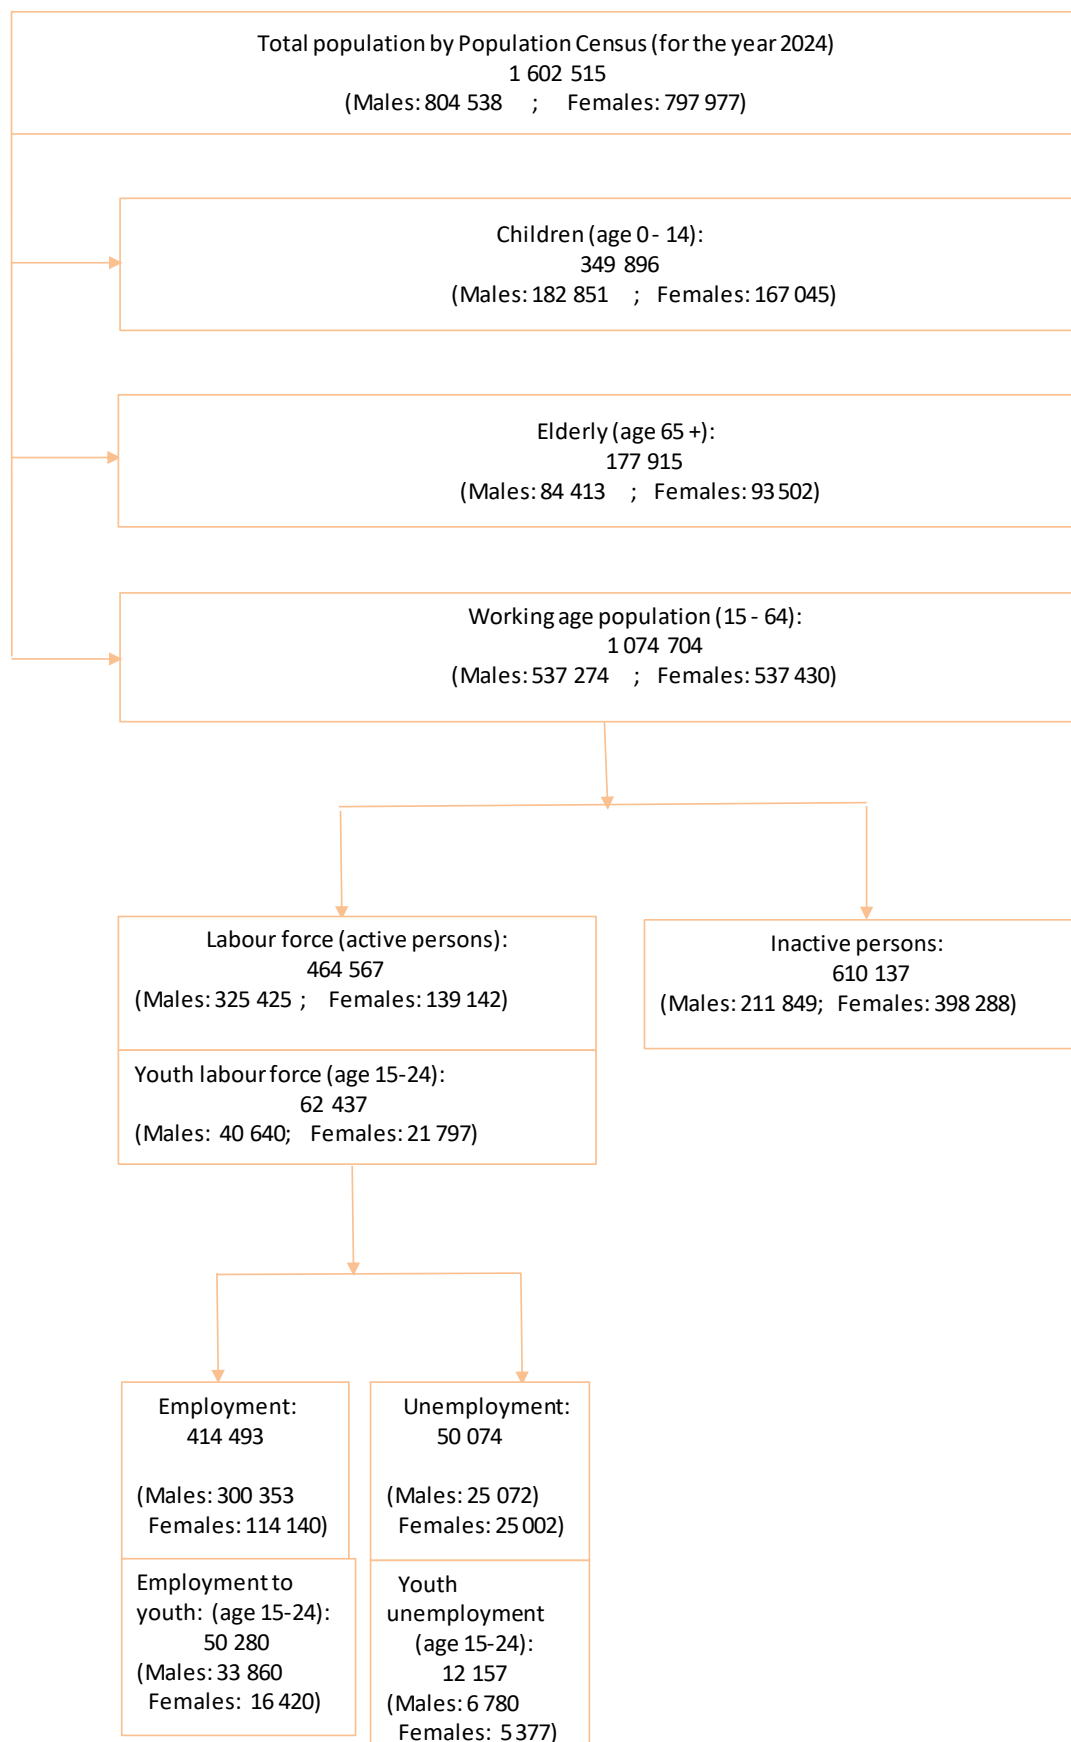 Total population by Population Census (for the year 2024)
1 602 515
(Males: 804 538 ; Females: 797 977)
Children (age 0 - 14):
349 896
(Males: 182 851 ; Females: 167 045)
Elderly (age 65 +):
177 915
(Males: 84 413 ; Females: 93 502)
Working age population (15 - 64):
1 074 704
(Males: 537 274 ; Females: 537 430)
Labour force (active persons):
464 567
(Males: 325 425 ; Females: 139 142)
Inactive persons:
610 137
(Males: 211 849; Females: 398 288)
Youth labour force (age 15-24):
62 437
(Males: 40 640; Females: 21 797)
Employment:
414 493
(Males: 300 353
Females: 114 140)
Unemployment:
50 074
(Males: 25 072)
Females: 25 002)
Employment to
youth: (age 15-24):
50 280
(Males: 33 860
Females: 16 420)
Youth
unemployment
(age 15-24):
12 157
(Males: 6 780
Females: 5 377)